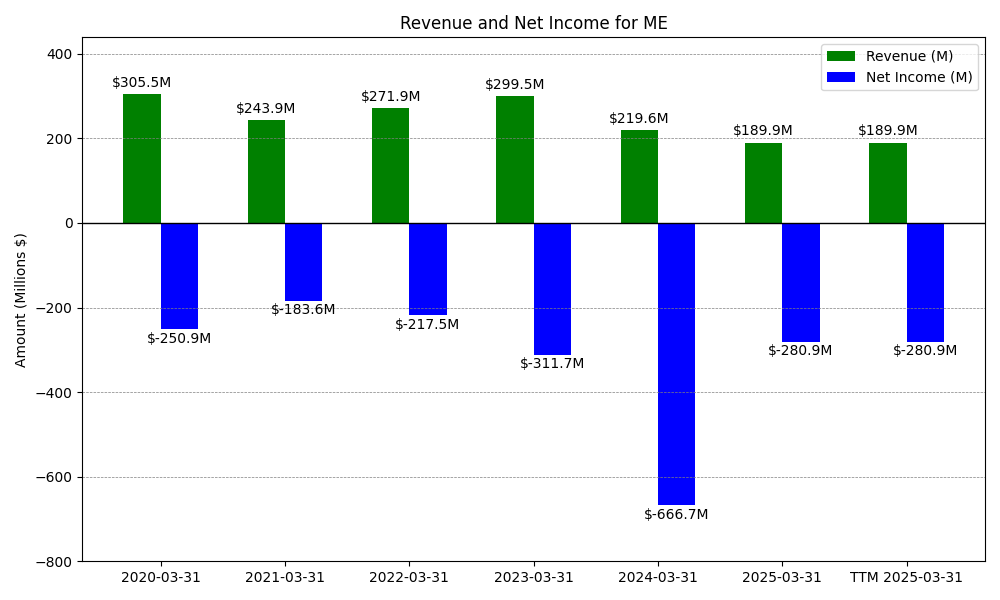 Revenue and Net Income for ME
Revenue (M)
Net Income (M)
Amount (Millions $)
400
200
0
−200
−400
−600
−800
$305.5M
$243.9M
$271.9M
$299.5M
$219.6M
$189.9M
$189.9M
$-250.9M
$-183.6M
$-217.5M
$-311.7M
$-666.7M
$-280.9M
$-280.9M
2020-03-31
2021-03-31
2022-03-31
2023-03-31
2024-03-31
2025-03-31
TTM 2025-03-31